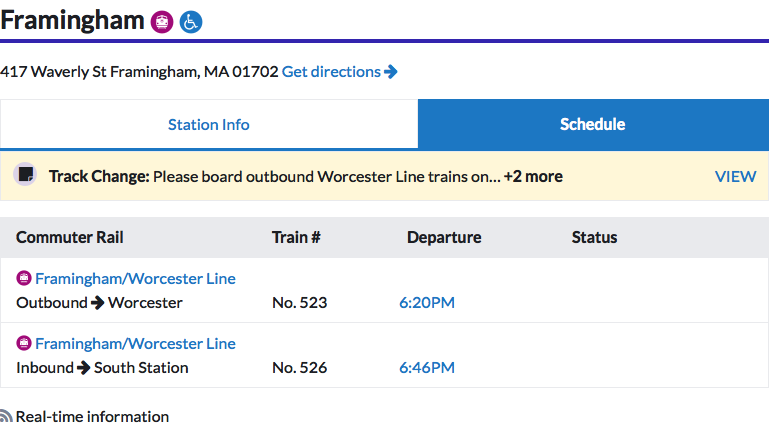 Framingham
417 Waverly St Framingham, MA 01702 Get directions
Station Info
Schedule
Track Change: Please board outbound Worcester Line trains on... +2 more
VIEW
Commuter Rail Train # Departure Status
Framingham/Worcester Line
Outbound → Worcester No. 523 6:20PM
Framingham/Worcester Line
Inbound → South Station No. 526 6:46PM
Real-time information